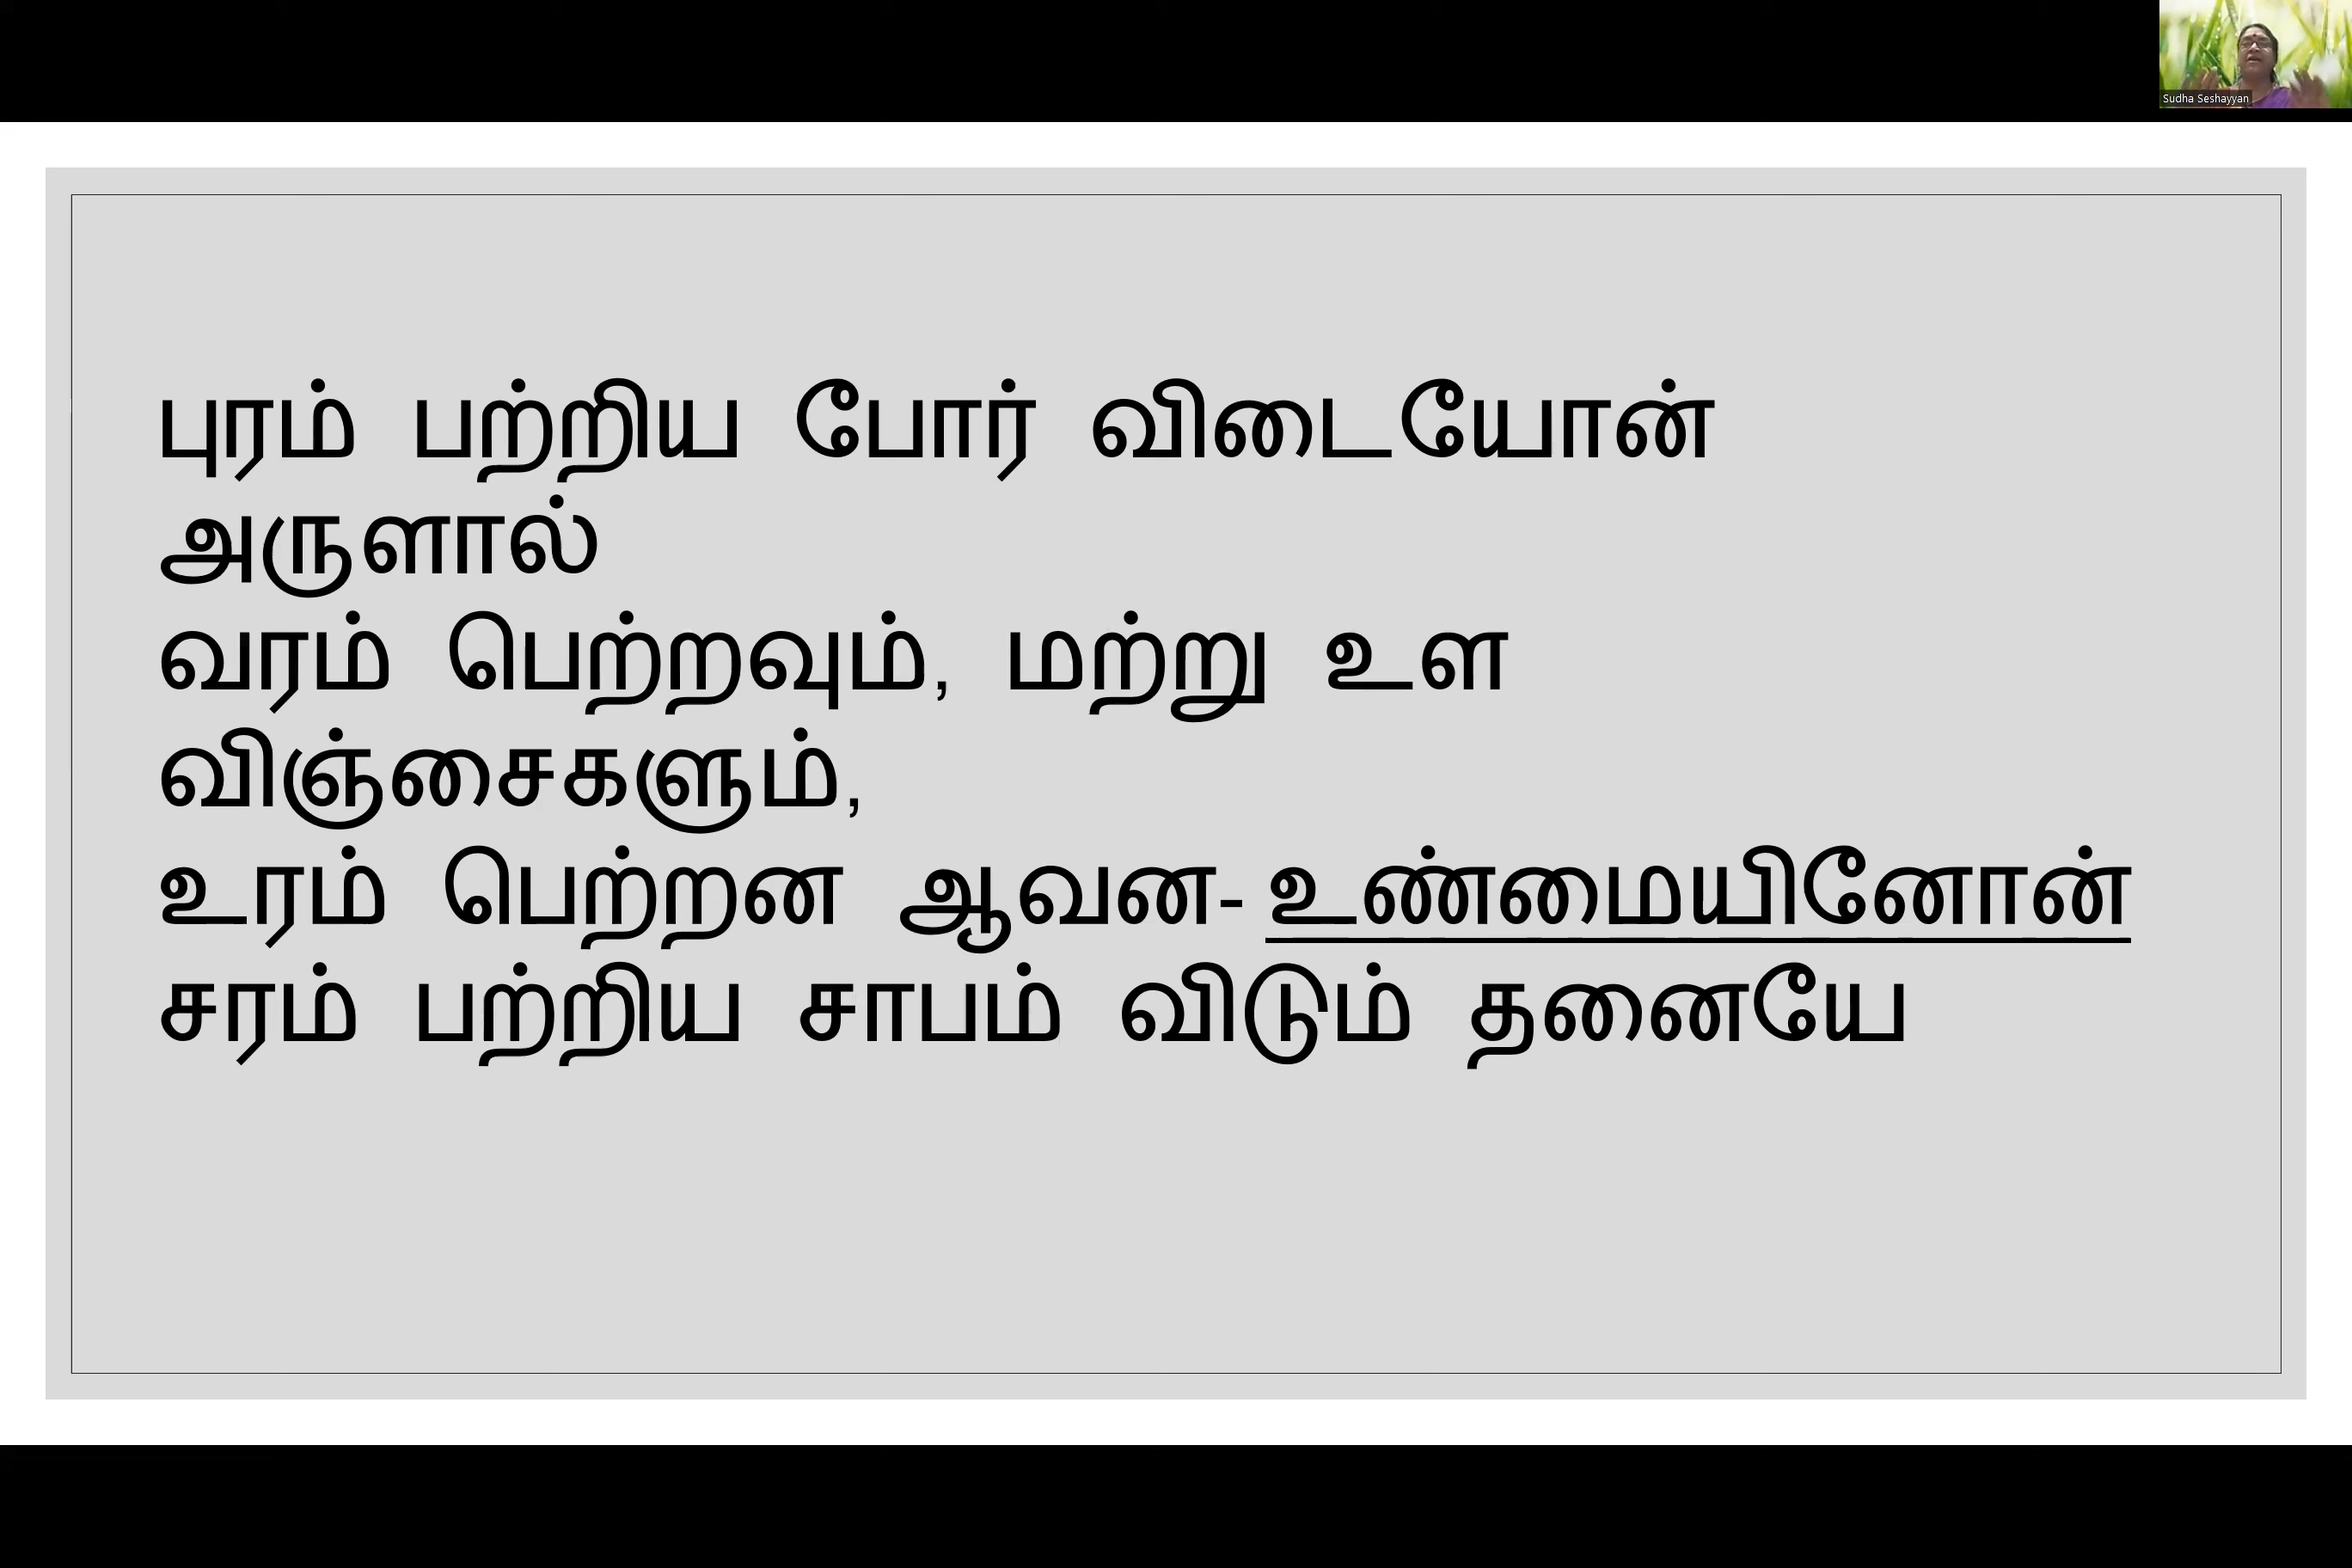 Sudha Seshayyan
புரம் பற்றிய போர் விடையோன்
அருளால்
வரம் பெற்றவும், மற்று உள
விஞ்சைகளும்,
உரம் பெற்றன ஆவன- உண்மையினோன்
சரம் பற்றிய சாபம் விடும் தனையே